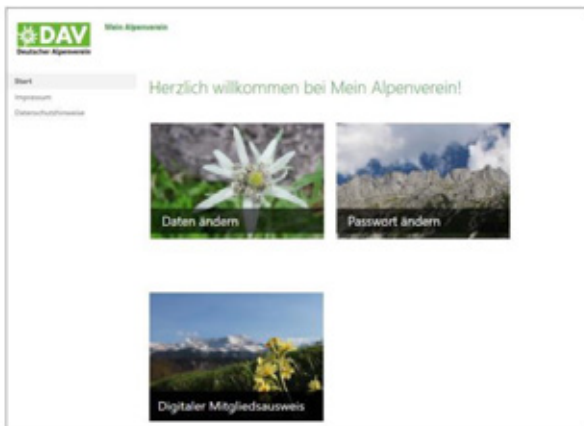 DAV
Deutscher Alpenverein
Mein Alpenverein
Start
Impressum
Datenschutzhinweise
Herzlich willkommen bei Mein Alpenverein!
Daten ändern
Passwort ändern
Digitaler Mitgliedsausweis